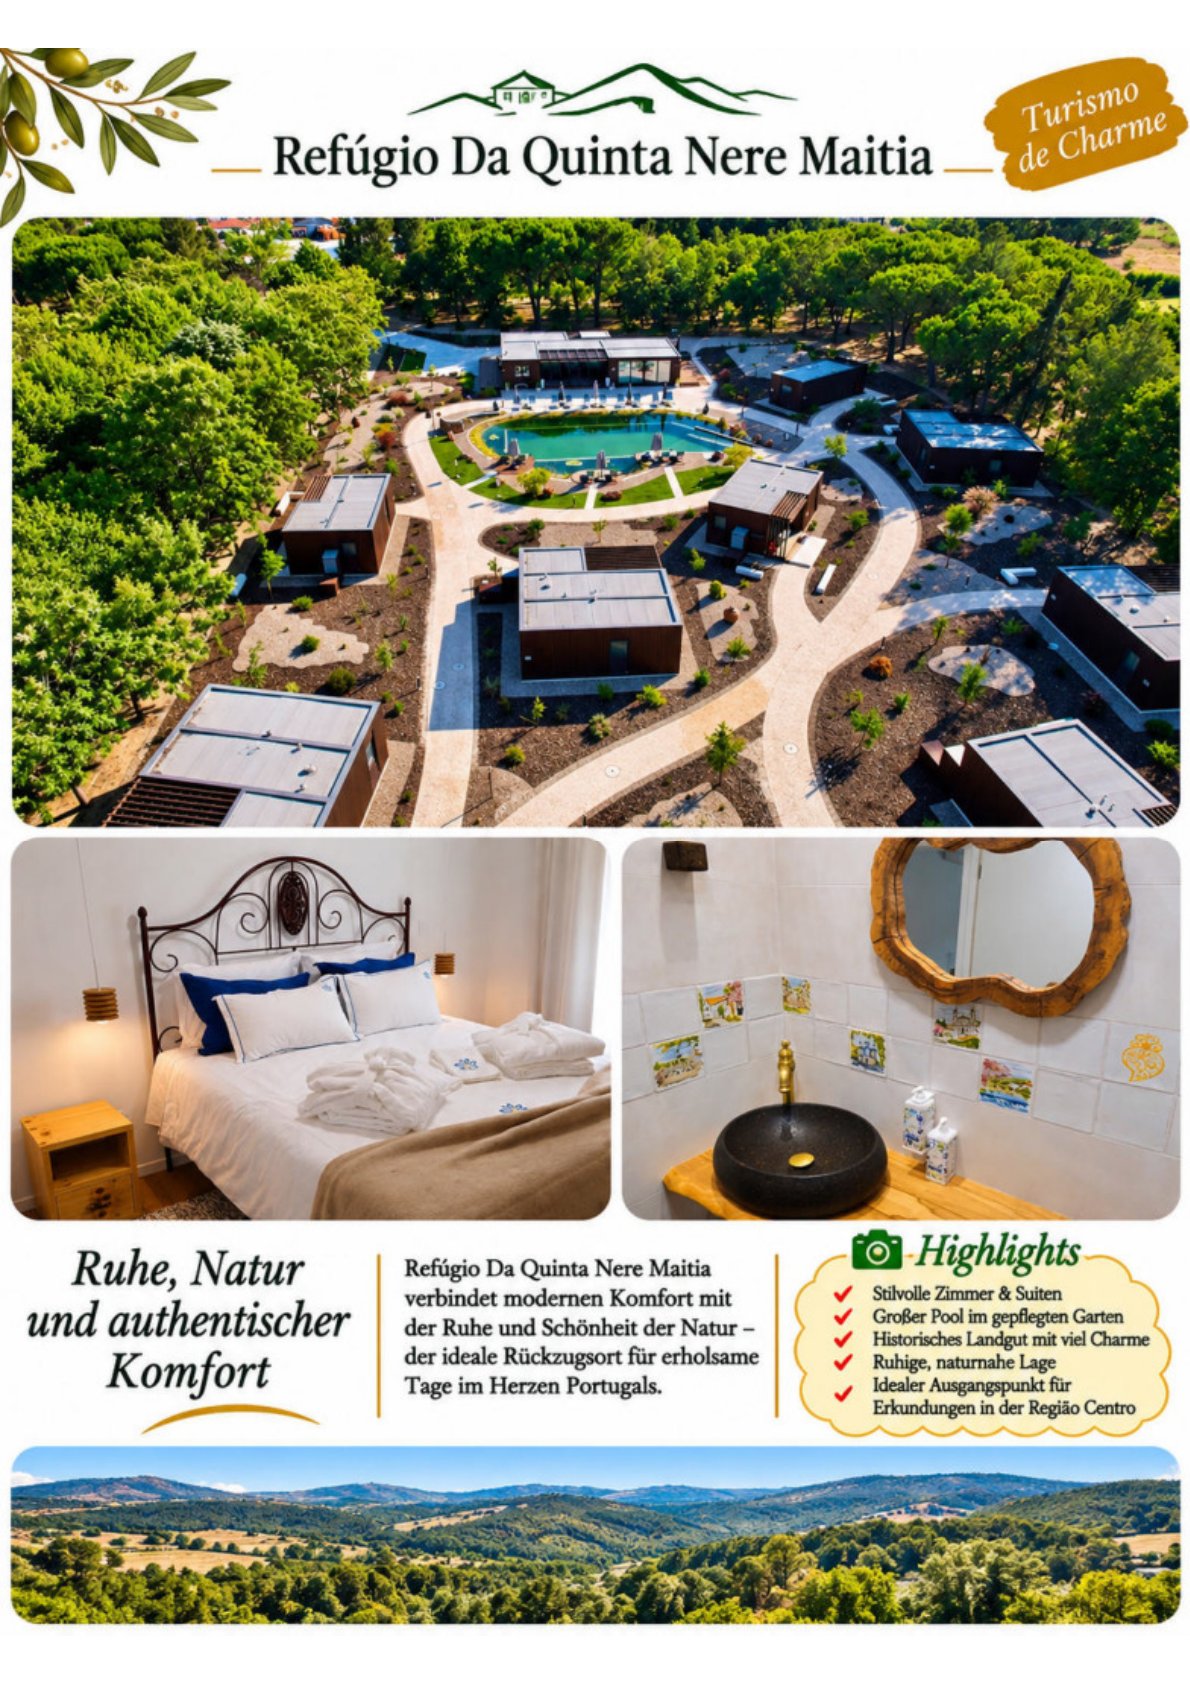 Turismo
de Charme
Refúgio Da Quinta Nere Maitia
Ruhe, Natur
und authentischer
Komfort
Refúgio Da Quinta Nere Maitia
verbindet modernen Komfort mit
der Ruhe und Schönheit der Natur –
der ideale Rückzugsort für erholsame
Tage im Herzen Portugals.
Highlights
Stilvolle Zimmer & Suiten
Großer Pool im gepflegten Garten
Historisches Landgut mit viel Charme
Ruhige, naturnahe Lage
Idealer Ausgangspunkt für
Erkundungen in der Região Centro